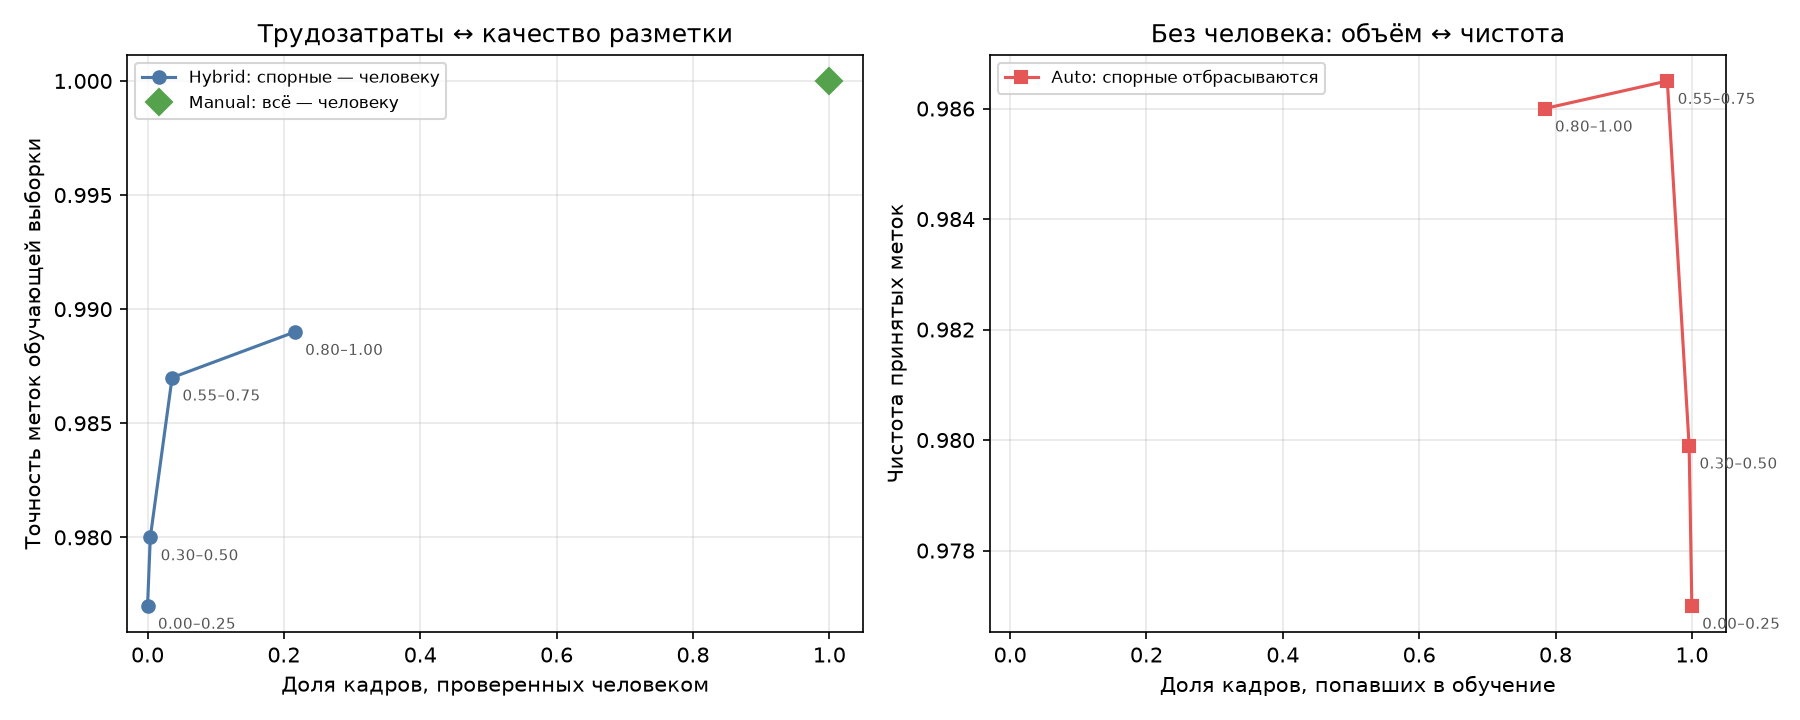 Трудозатраты ↔ качество разметки
Hybrid: спорные — человеку
Manual: всё — человеку
Точность меток обучающей выборки
1.000
0.995
0.990
0.985
0.980
0.80–1.00
0.55–0.75
0.30–0.50
0.00–0.25
0.0 0.2 0.4 0.6 0.8 1.0
Доля кадров, проверенных человеком
Без человека: объём ↔ чистота
Auto: спорные отбрасываются
Чистота принятых меток
0.986
0.984
0.982
0.980
0.978
0.55–0.75
0.80–1.00
0.30–0.50
0.00–0.25
0.0 0.2 0.4 0.6 0.8 1.0
Доля кадров, попавших в обучение